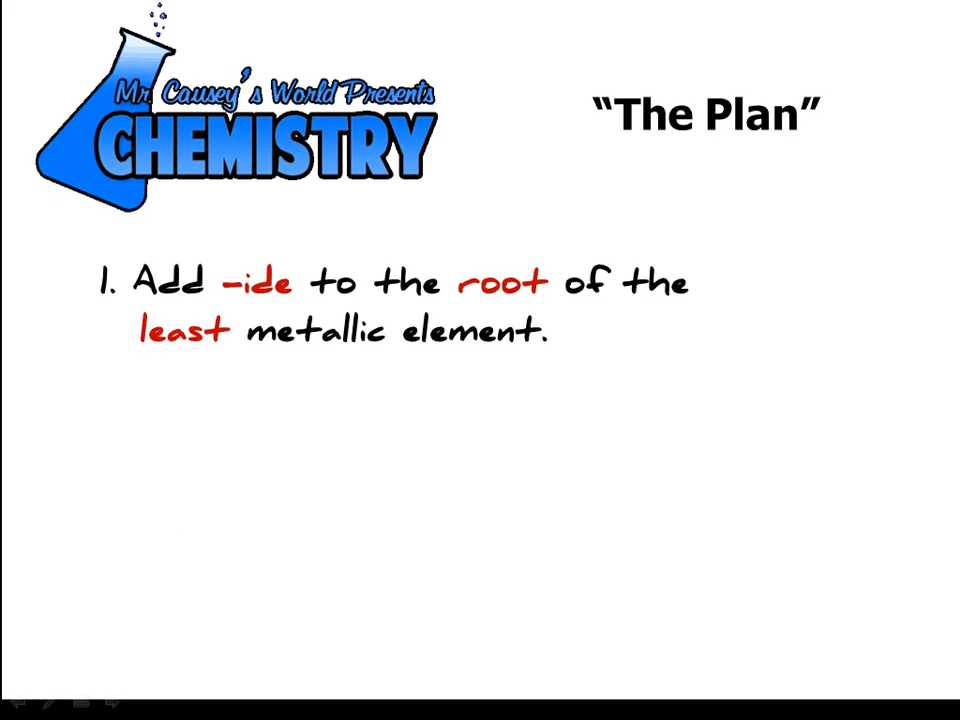 Mr. Causey's World Presents
CHEMISTRY
“The Plan”
1. Add -ide to the root of the
least metallic element.